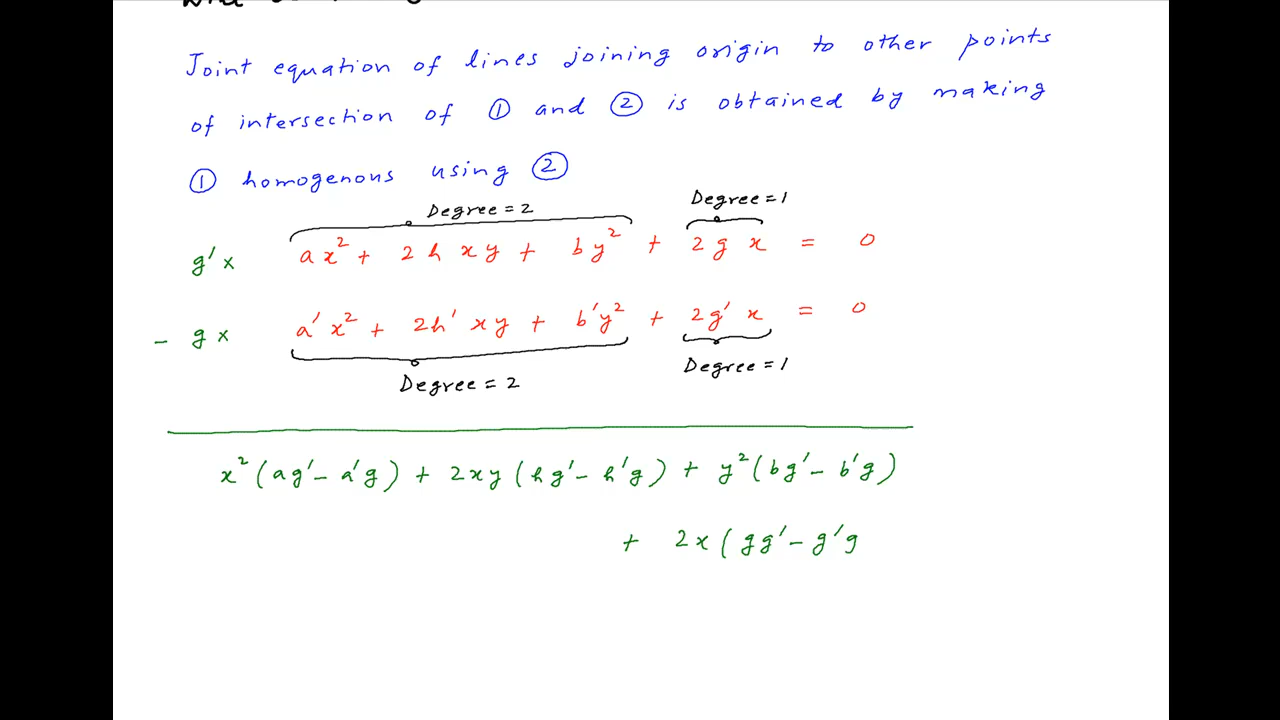 Joint equation of lines joining origin to other points
of intersection of ① and ② is obtained by making
① homogenous using ②
Degree = 2 Degree = 1
g' × ax² + 2hxy + by² + 2gx = 0
- g × a'x² + 2h'xy + b'y² + 2g'x = 0
Degree = 2 Degree = 1
x²(ag' - a'g) + 2xy(hg' - h'g) + y²(bg' - b'g)
+ 2x(gg' - g'g